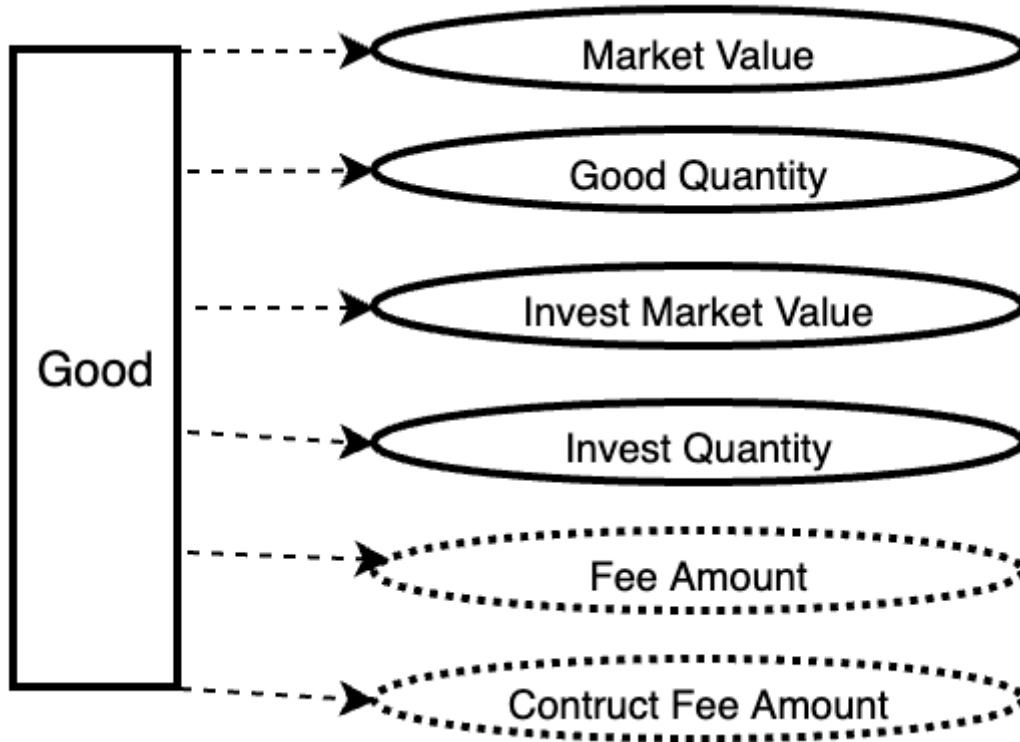 Market Value
Good Quantity
Invest Market Value
Good
Invest Quantity
Fee Amount
Contruct Fee Amount